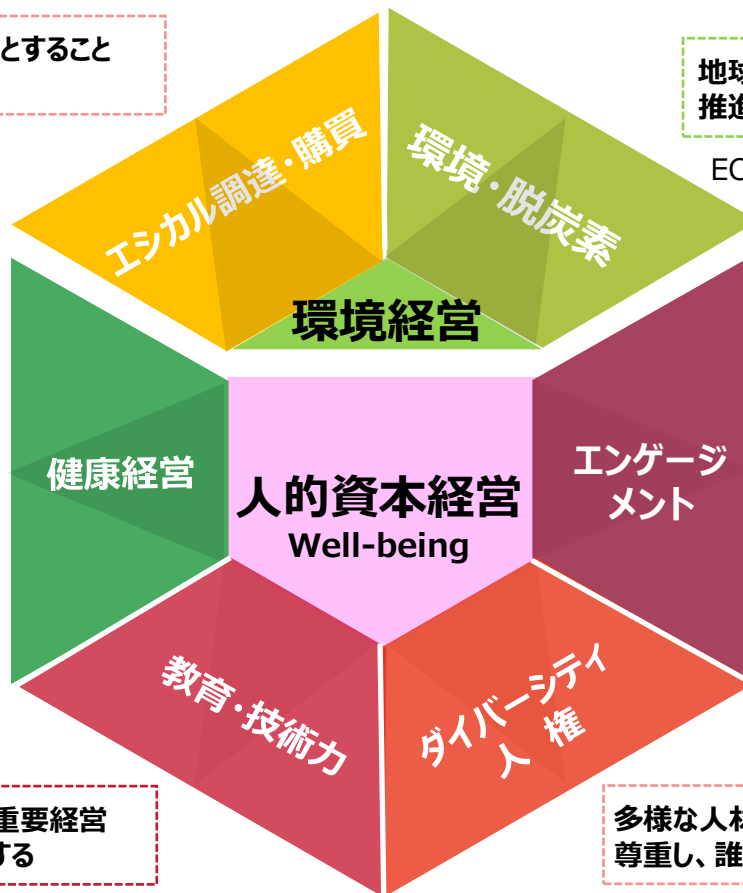 とすること
地球
推進
EC
エシカル調達・購買
環境・脱炭素
環境経営
健康経営
人的資本経営
Well-being
エンゲージ
メント
教育・技術力
ダイバーシティ
人 権
重要経営
する
多様な人材
尊重し、誰